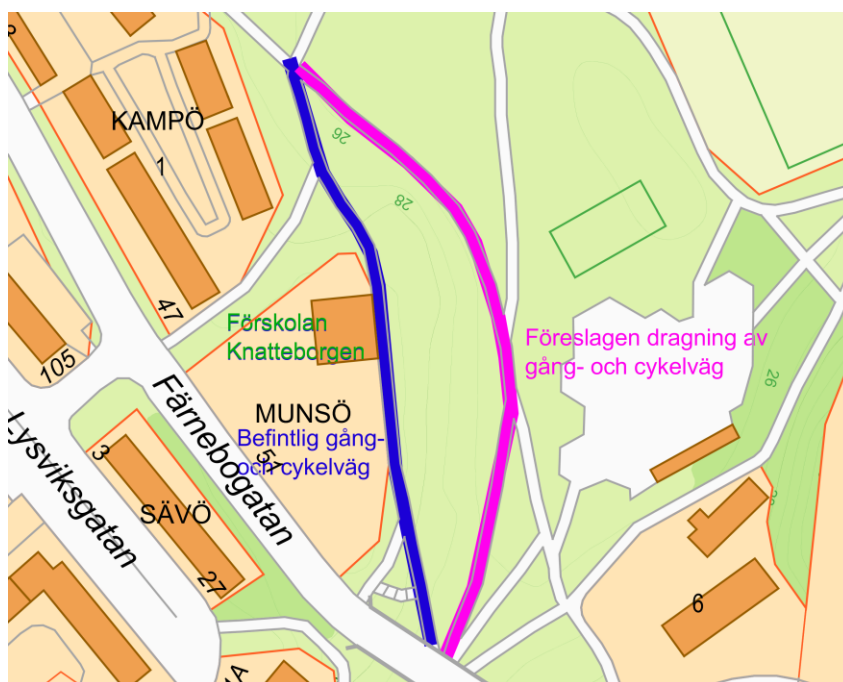 KAMPÖ
1
26
28
47
Förskolan
Knatteborgen
Föreslagen dragning av
gång- och cykelväg
105
Färnebogatan
MUNSÖ
57
Befintlig gång-
och cykelväg
26
Lysviksgatan
3
SÄVÖ
27
6